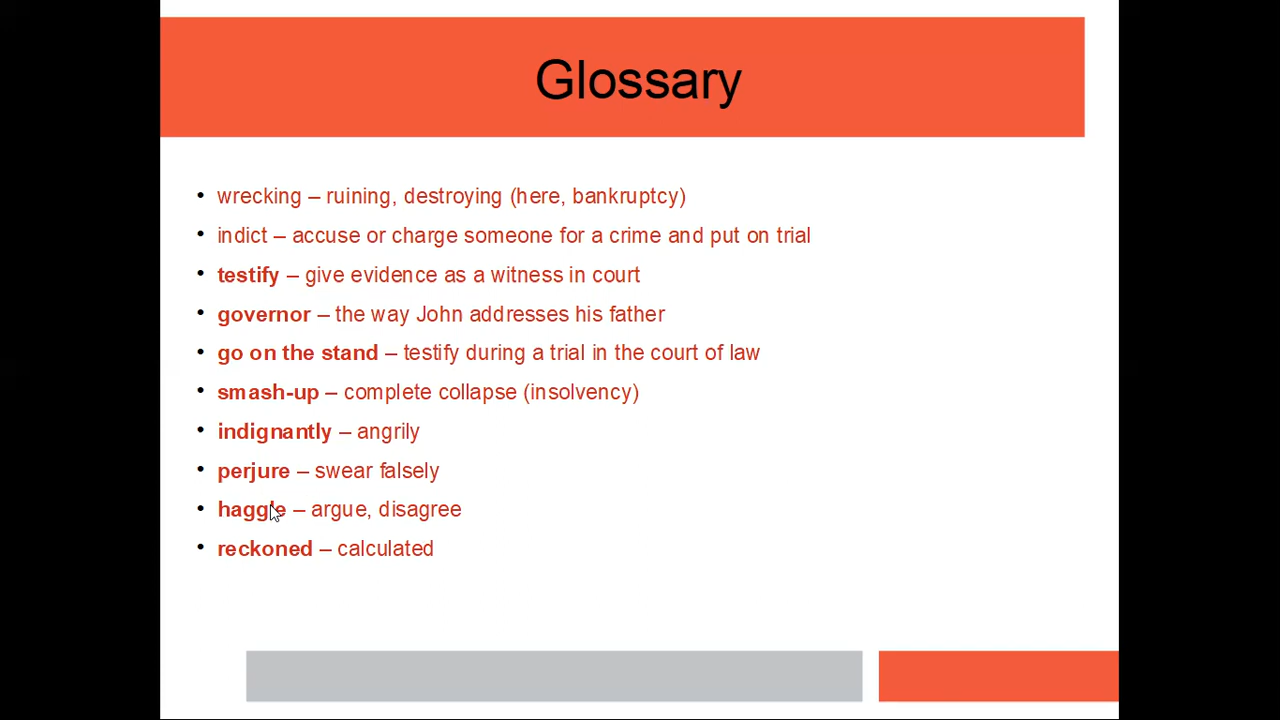 Glossary
• wrecking – ruining, destroying (here, bankruptcy)
• indict – accuse or charge someone for a crime and put on trial
• testify – give evidence as a witness in court
• governor – the way John addresses his father
• go on the stand – testify during a trial in the court of law
• smash-up – complete collapse (insolvency)
• indignantly – angrily
• perjure – swear falsely
• haggle – argue, disagree
• reckoned – calculated